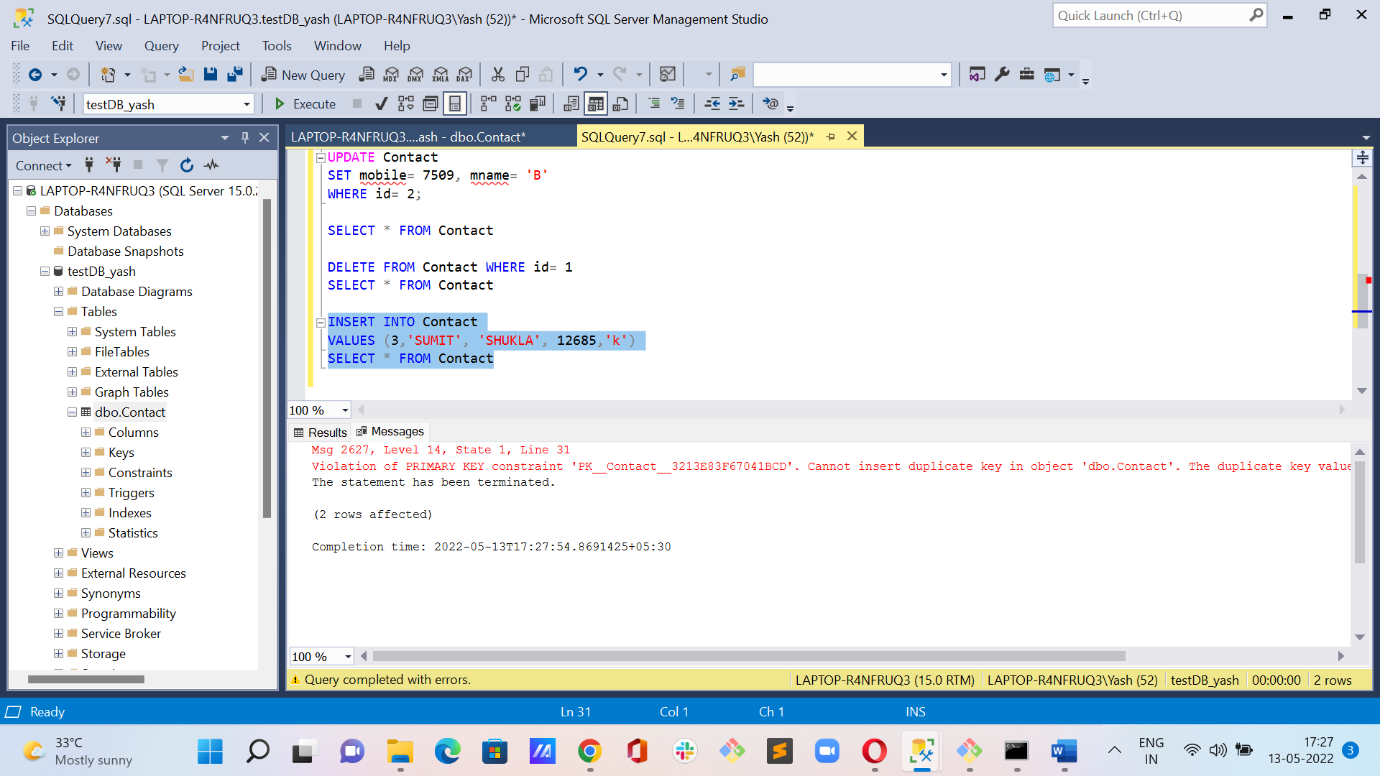 SQLQuery7.sql - LAPTOP-R4NFRUQ3.testDB_yash (LAPTOP-R4NFRUQ3\Yash (52))* - Microsoft SQL Server Management Studio
Quick Launch (Ctrl+Q)
File Edit View Query Project Tools Window Help
New Query MDX DMX XMLA DAX
testDB_yash Execute
Object Explorer
LAPTOP-R4NFRUQ3....ash - dbo.Contact*
SQLQuery7.sql - L...4NFRUQ3\Yash (52))*
Connect
LAPTOP-R4NFRUQ3 (SQL Server 15.0.
Databases
System Databases
Database Snapshots
testDB_yash
Database Diagrams
Tables
System Tables
FileTables
External Tables
Graph Tables
dbo.Contact
Columns
Keys
Constraints
Triggers
Indexes
Statistics
Views
External Resources
Synonyms
Programmability
Service Broker
Storage
UPDATE Contact
SET mobile= 7509, mname= 'B'
WHERE id= 2;
SELECT * FROM Contact
DELETE FROM Contact WHERE id= 1
SELECT * FROM Contact
INSERT INTO Contact
VALUES (3,'SUMIT', 'SHUKLA', 12685,'k')
SELECT * FROM Contact
100 %
Results Messages
Msg 2627, Level 14, State 1, Line 31
Violation of PRIMARY KEY constraint 'PK__Contact__3213E83F67041BCD'. Cannot insert duplicate key in object 'dbo.Contact'. The duplicate key value
The statement has been terminated.
(2 rows affected)
Completion time: 2022-05-13T17:27:54.8691425+05:30
100 %
Query completed with errors.
LAPTOP-R4NFRUQ3 (15.0 RTM) LAPTOP-R4NFRUQ3\Yash (52) testDB_yash 00:00:00 2 rows
Ready Ln 31 Col 1 Ch 1 INS
33°C
Mostly sunny
ENG
IN
17:27
13-05-2022
3